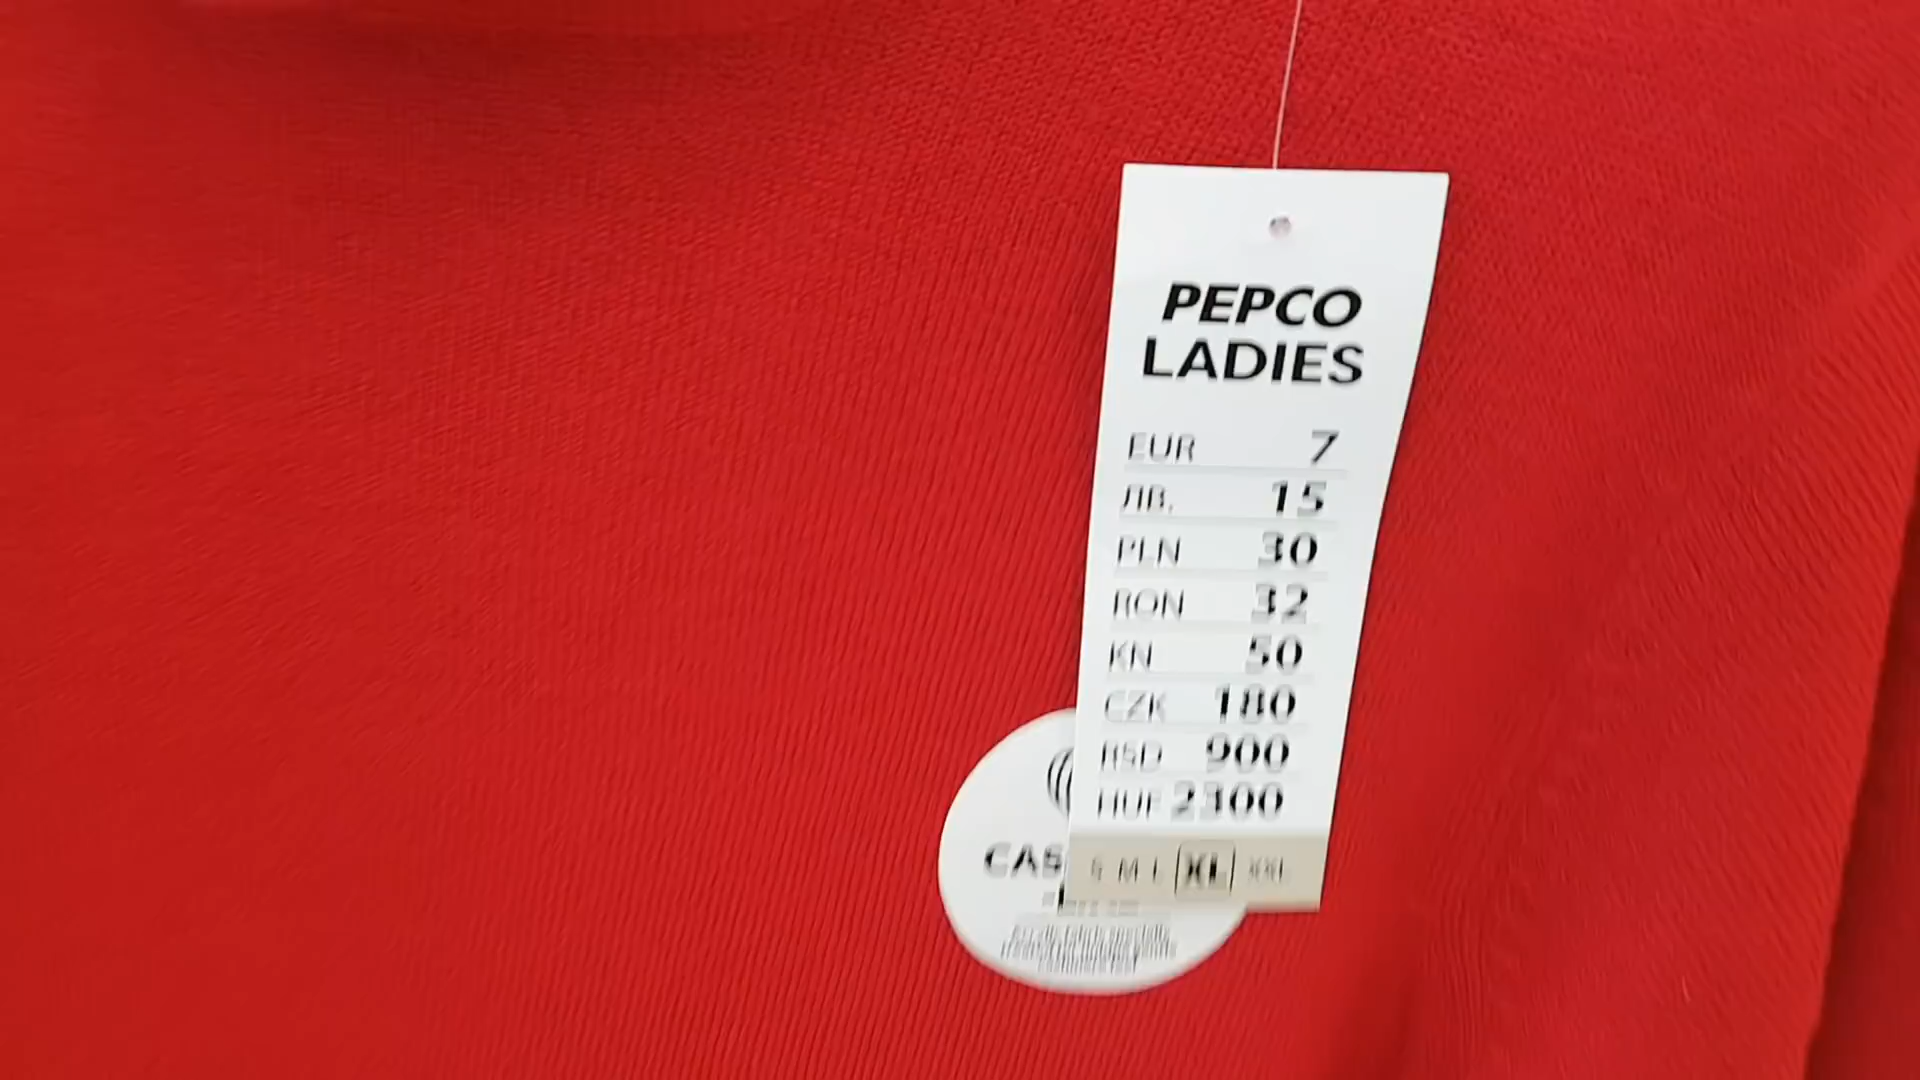 PEPCO
LADIES
EUR 7
ЛВ. 15
PLN 30
RON 32
KN 50
CZK 180
RSD 900
HUF 2300
S M L XL XXL
CAS